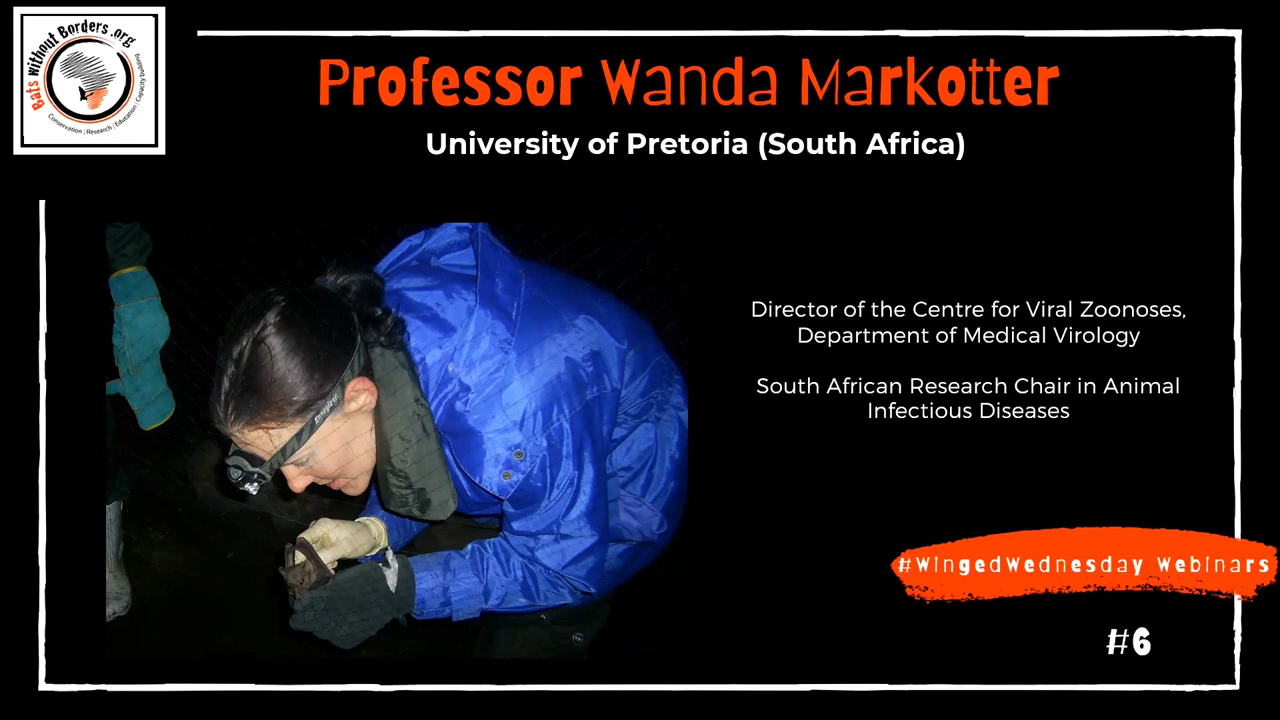 Bats without Borders .org
Conservation | Research | Education | Capacity building
Professor Wanda Markotter
University of Pretoria (South Africa)
Director of the Centre for Viral Zoonoses,
Department of Medical Virology
South African Research Chair in Animal
Infectious Diseases
Energizer
#WingedWednesday Webinars
#6